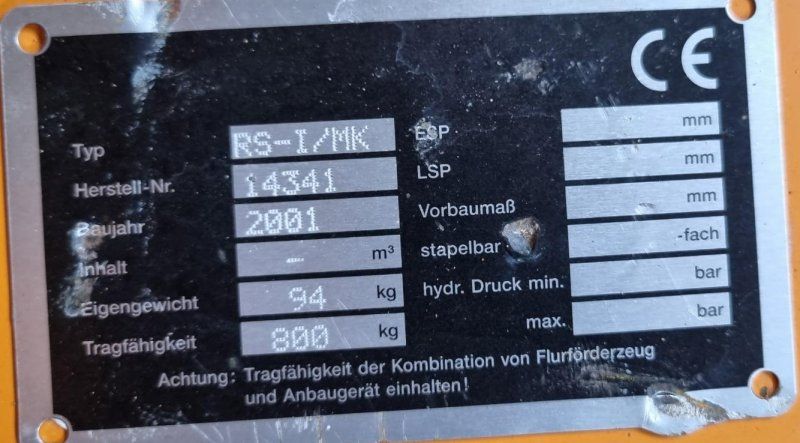 CE
Typ RS-I/MK ESP mm
Herstell-Nr. 14341 LSP mm
Baujahr 2001 Vorbaumaß mm
Inhalt - m³ stapelbar -fach
Eigengewicht 94 kg hydr. Druck min. bar
Tragfähigkeit 800 kg max. bar
Achtung: Tragfähigkeit der Kombination von Flurförderzeug
und Anbaugerät einhalten!